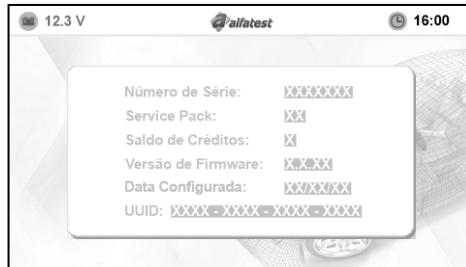 12.3 V alfatest 16:00
Número de Série: XXXXXXX
Service Pack: XX
Saldo de Créditos: X
Versão de Firmware: X.X.XX
Data Configurada: XX/XX/XX
UUID: XXXX - XXXX - XXXX - XXXX